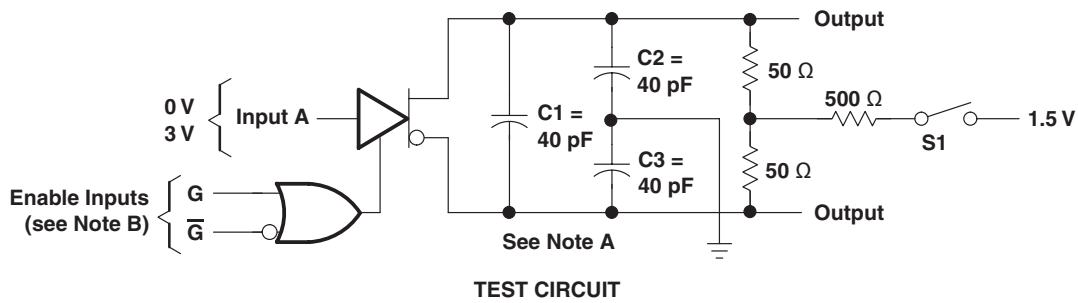 Output
C2 =
40 pF
50 Ω
0 V
3 V
Input A
C1 =
40 pF
500 Ω
1.5 V
S1
C3 =
40 pF
50 Ω
Enable Inputs
(see Note B)
G
G̅
Output
See Note A
TEST CIRCUIT